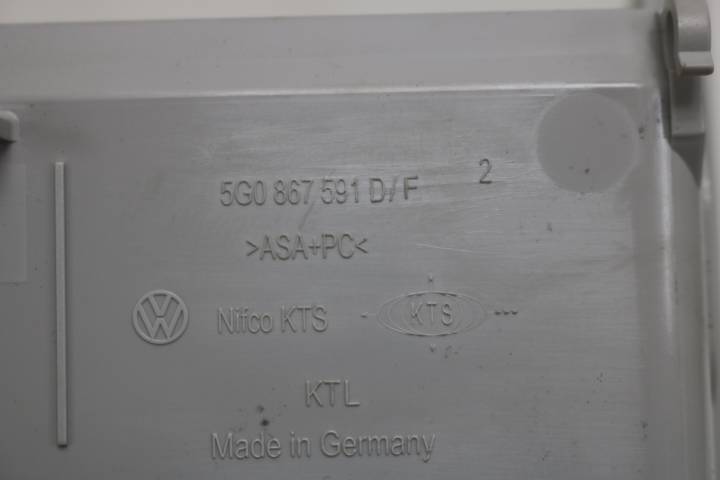 5G0 867 591 D/F 2
>ASA+PC<
Nifco KTS KTS
KTL
Made in Germany